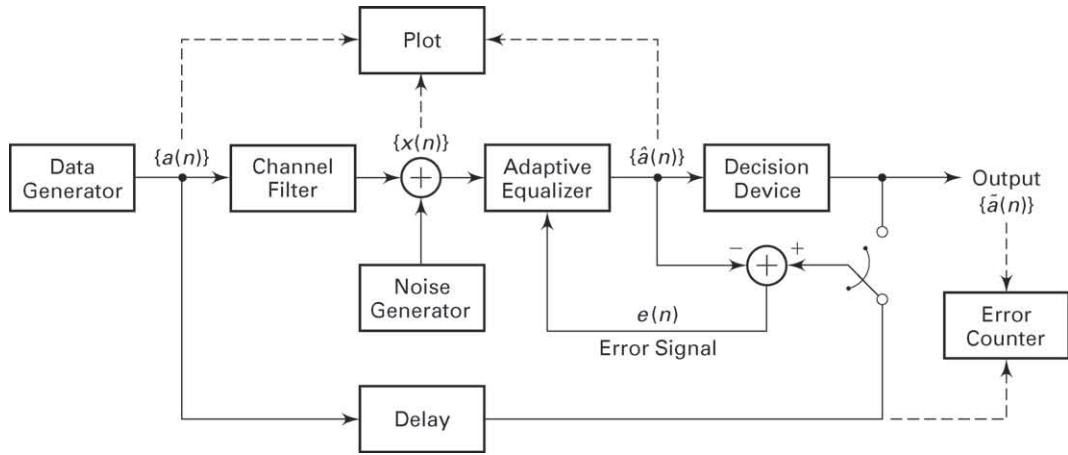 Plot
{a(n)}
{x(n)}
{â(n)}
Data
Generator
Channel
Filter
+
Adaptive
Equalizer
Decision
Device
Output
{ã(n)}
Noise
Generator
−
+
+
e(n)
Error Signal
Error
Counter
Delay